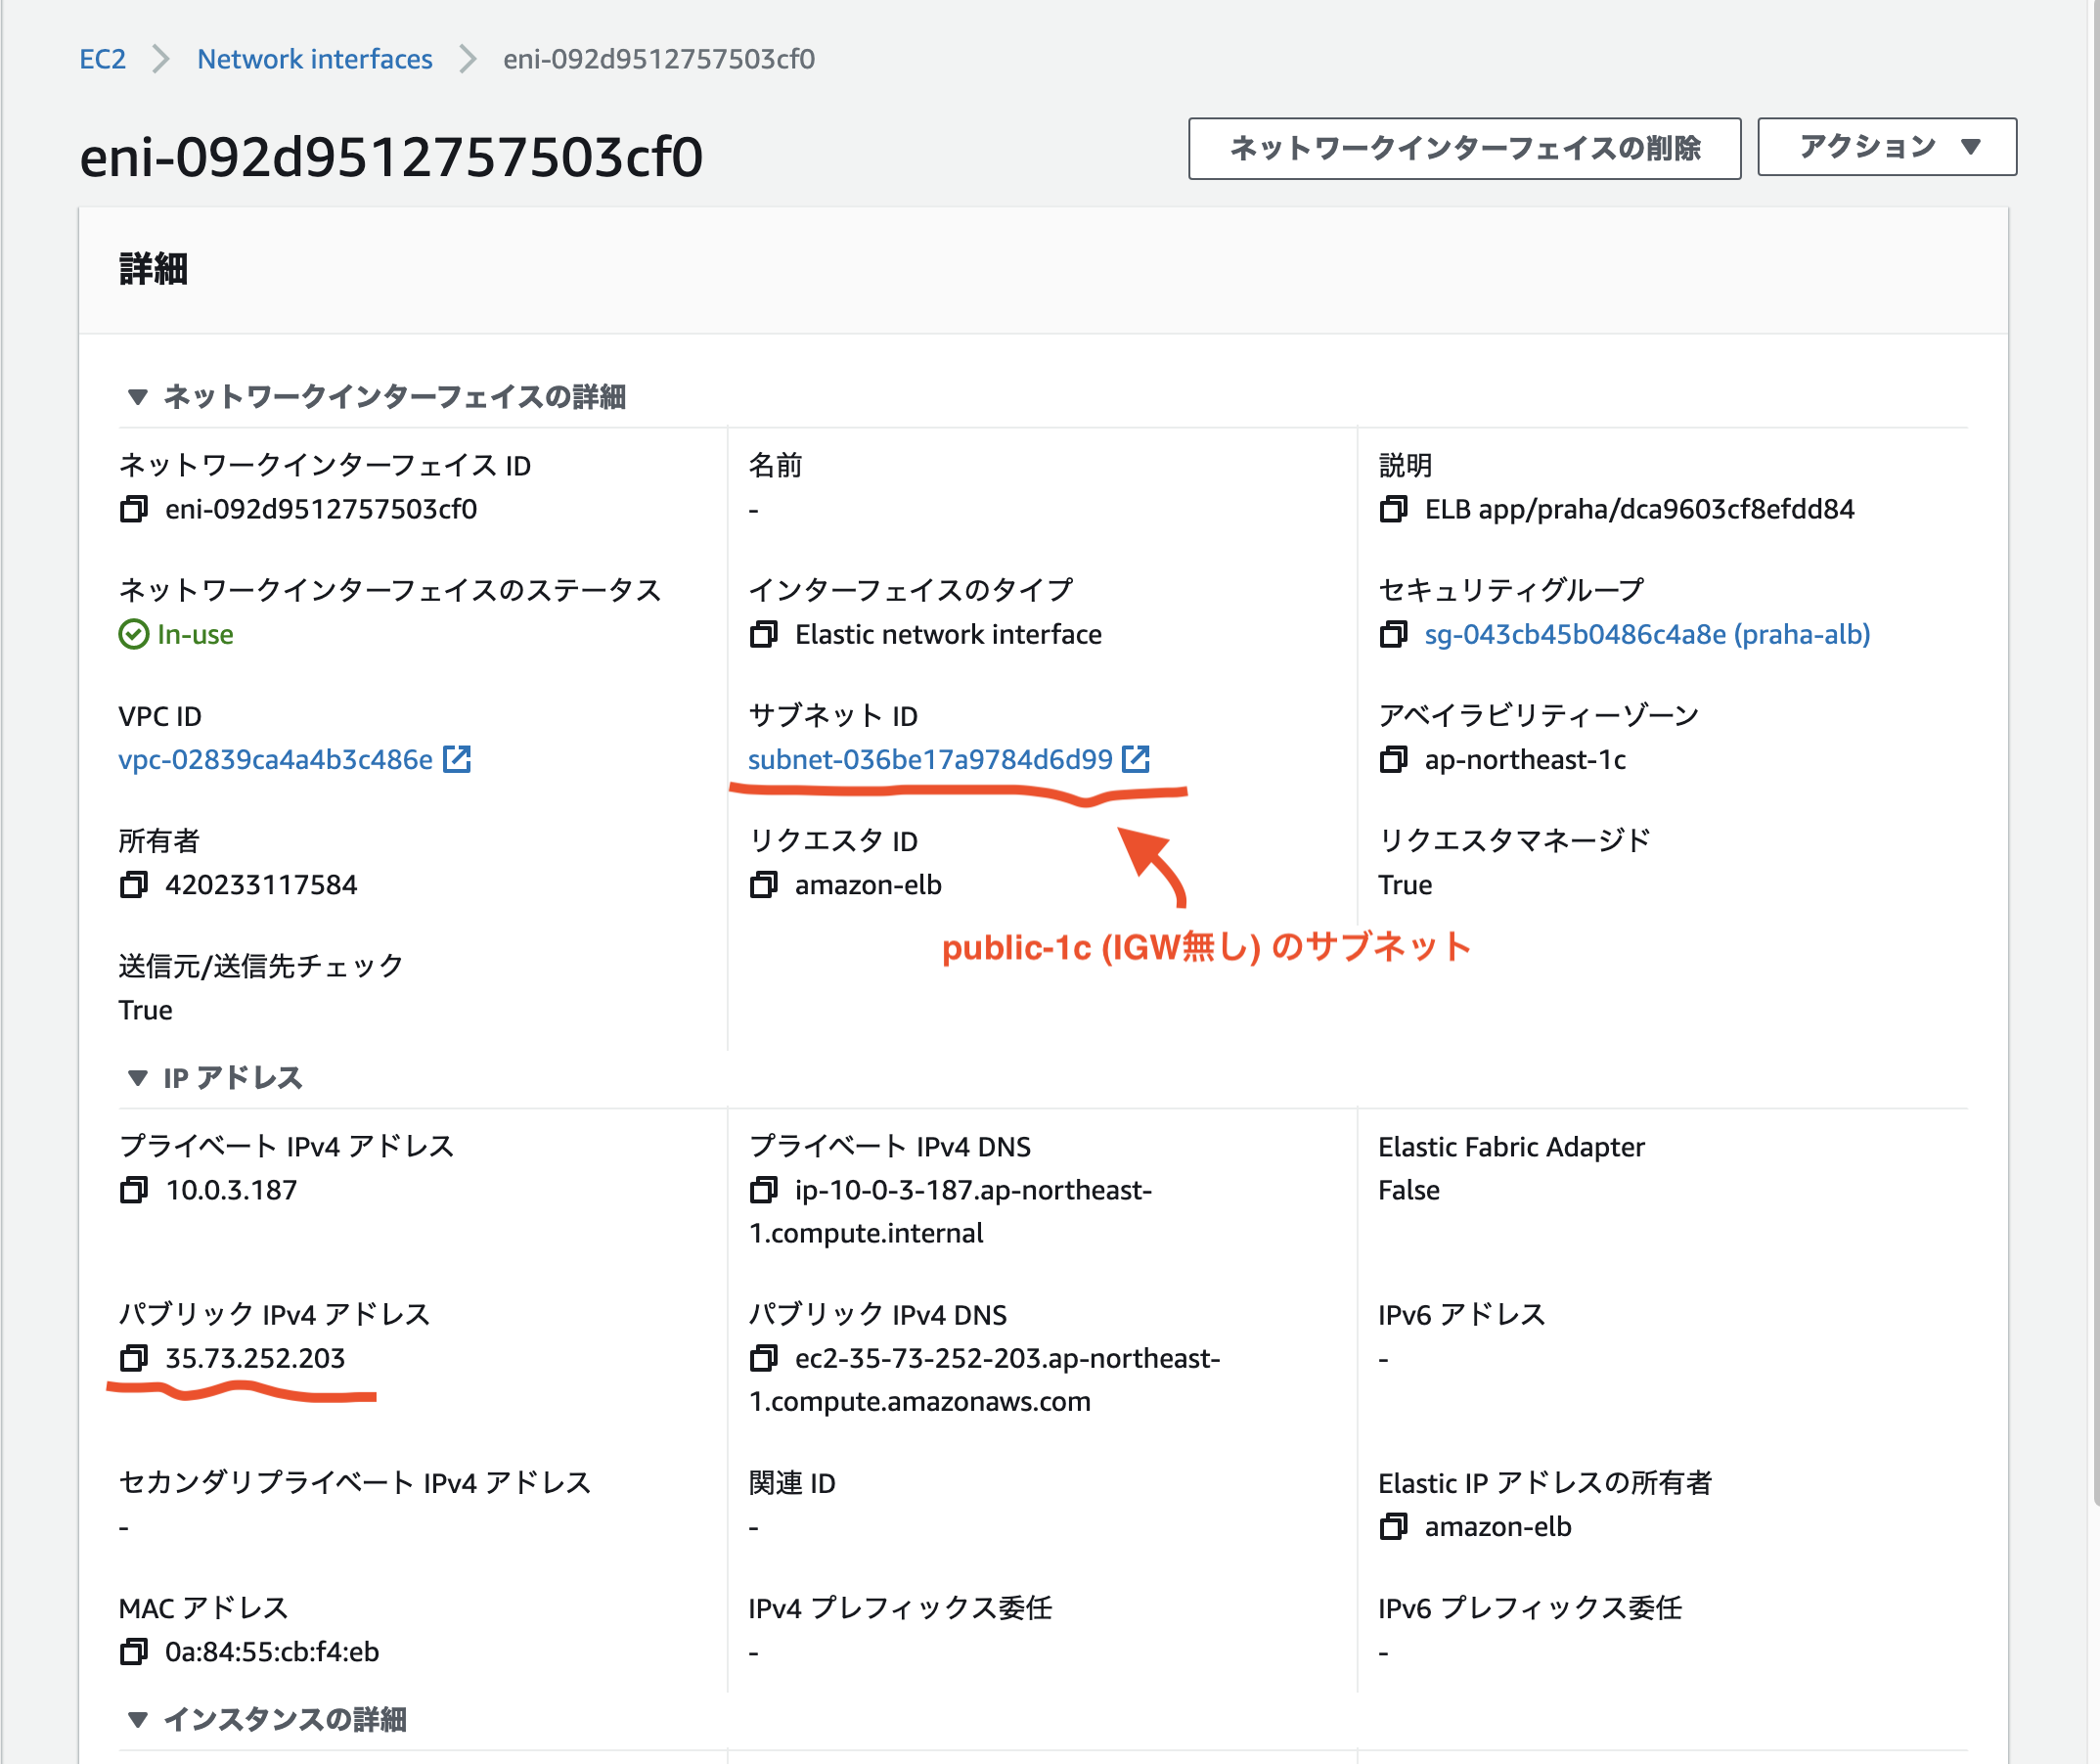 EC2 > Network interfaces > eni-092d9512757503cf0
eni-092d9512757503cf0
ネットワークインターフェイスの削除
アクション ▼
詳細
▼ ネットワークインターフェイスの詳細
ネットワークインターフェイス ID
eni-092d9512757503cf0
名前
-
説明
ELB app/praha/dca9603cf8efdd84
ネットワークインターフェイスのステータス
In-use
インターフェイスのタイプ
Elastic network interface
セキュリティグループ
sg-043cb45b0486c4a8e (praha-alb)
VPC ID
vpc-02839ca4a4b3c486e
サブネット ID
subnet-036be17a9784d6d99
アベイラビリティーゾーン
ap-northeast-1c
所有者
420233117584
リクエスタ ID
amazon-elb
リクエスタマネージド
True
public-1c (IGW無し) のサブネット
送信元/送信先チェック
True
▼ IP アドレス
プライベート IPv4 アドレス
10.0.3.187
プライベート IPv4 DNS
ip-10-0-3-187.ap-northeast-
1.compute.internal
Elastic Fabric Adapter
False
パブリック IPv4 アドレス
35.73.252.203
パブリック IPv4 DNS
ec2-35-73-252-203.ap-northeast-
1.compute.amazonaws.com
IPv6 アドレス
-
セカンダリプライベート IPv4 アドレス
-
関連 ID
-
Elastic IP アドレスの所有者
amazon-elb
MAC アドレス
0a:84:55:cb:f4:eb
IPv4 プレフィックス委任
-
IPv6 プレフィックス委任
-
▼ インスタンスの詳細